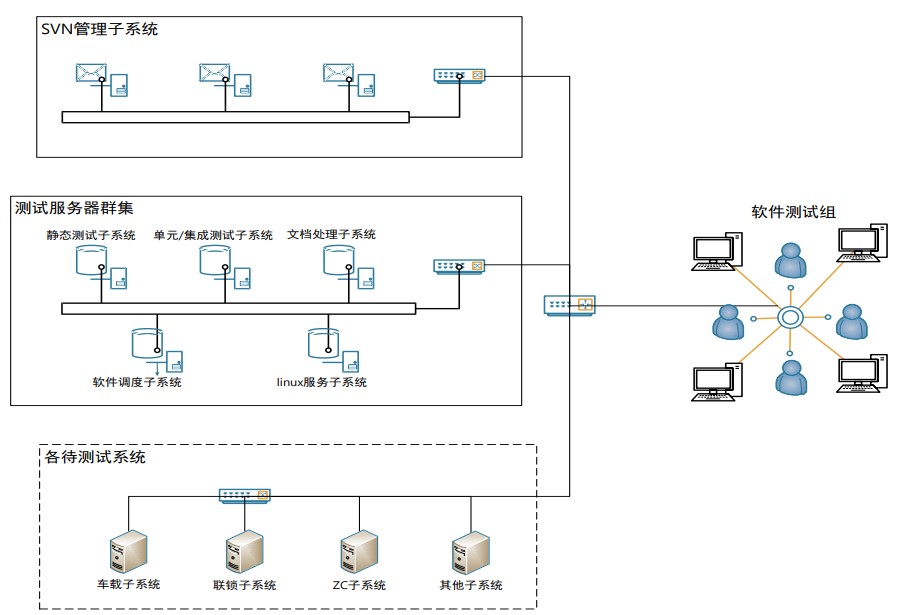 SVN管理子系统
测试服务器群集
静态测试子系统
单元/集成测试子系统
文档处理子系统
软件调度子系统
linux服务子系统
软件测试组
各待测试系统
车载子系统
联锁子系统
ZC子系统
其他子系统